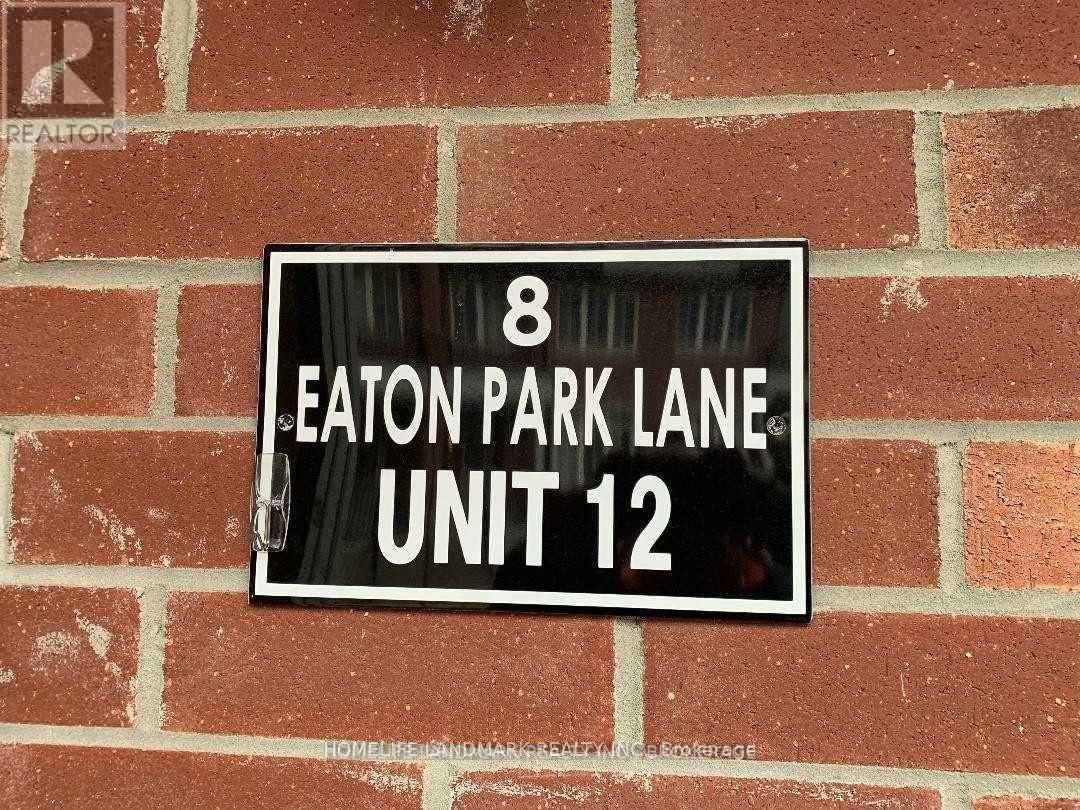 R
REALTOR
8
EATON PARK LANE
UNIT 12
HOMELIFE LANDMARK REALTY INC., Brokerage